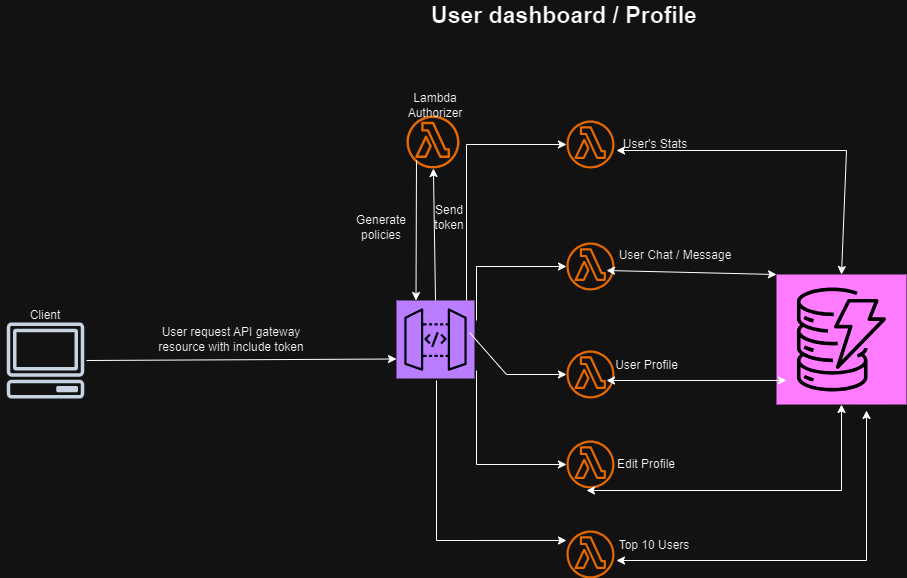 User dashboard / Profile
Lambda
Authorizer
User's Stats
Generate
policies
Send
token
User Chat / Message
Client
User request API gateway
resource with include token
</>
User Profile
Edit Profile
Top 10 Users